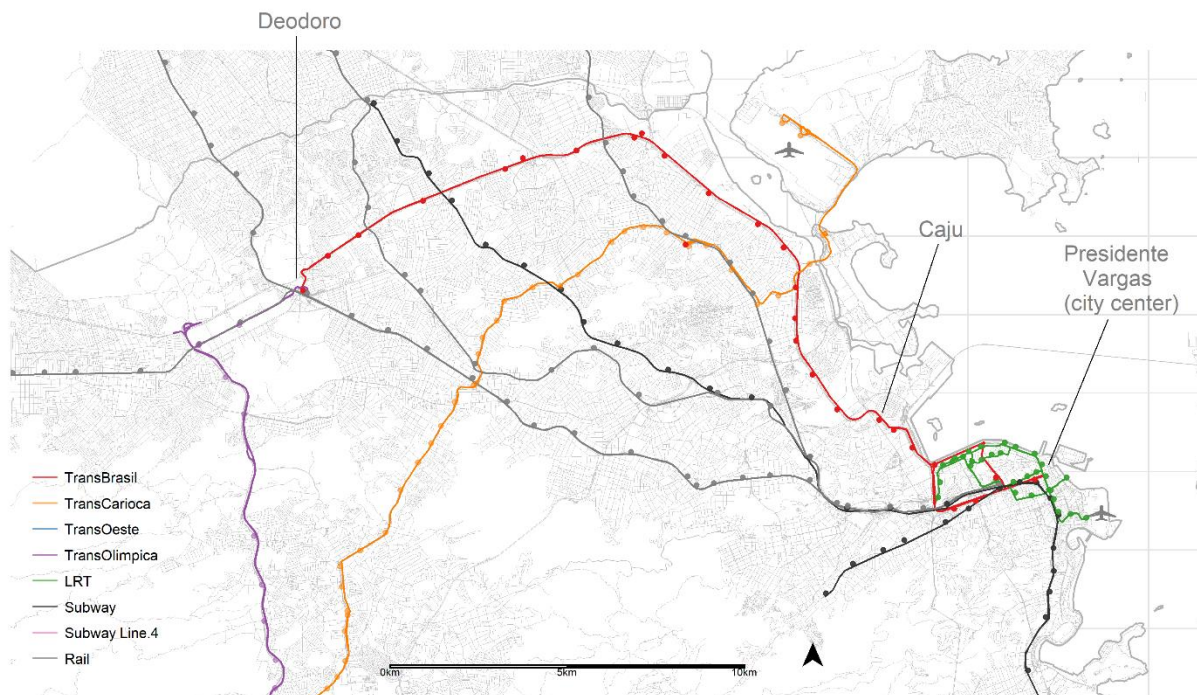 Deodoro
Caju
Presidente
Vargas
(city center)
TransBrasil
TransCarioca
TransOeste
TransOlimpica
LRT
Subway
Subway Line.4
Rail
0km
5km
10km